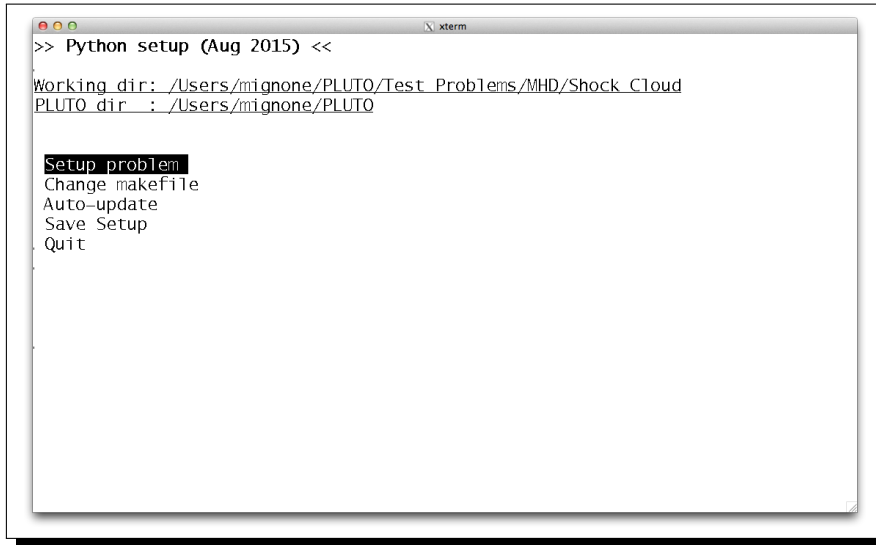 xterm
>> Python setup (Aug 2015) <<
Working dir: /Users/mignone/PLUTO/Test_Problems/MHD/Shock_Cloud
PLUTO dir  : /Users/mignone/PLUTO
Setup problem
Change makefile
Auto-update
Save Setup
Quit